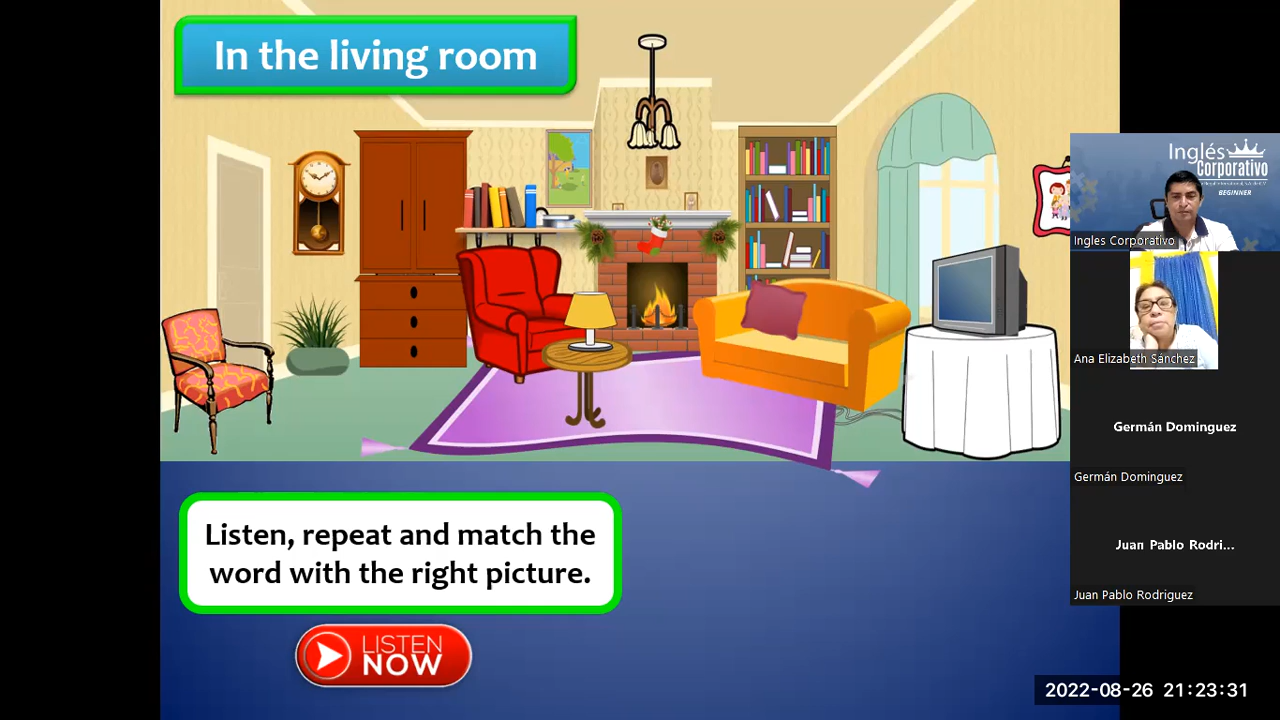 In the living room
Inglés
Corporativo
BEGINNER
Ingles Corporativo
Ana Elizabeth Sánchez
Germán Dominguez
Germán Dominguez
Juan Pablo Rodri...
Juan Pablo Rodriguez
Listen, repeat and match the
word with the right picture.
LISTEN
NOW
2022-08-26 21:23:31